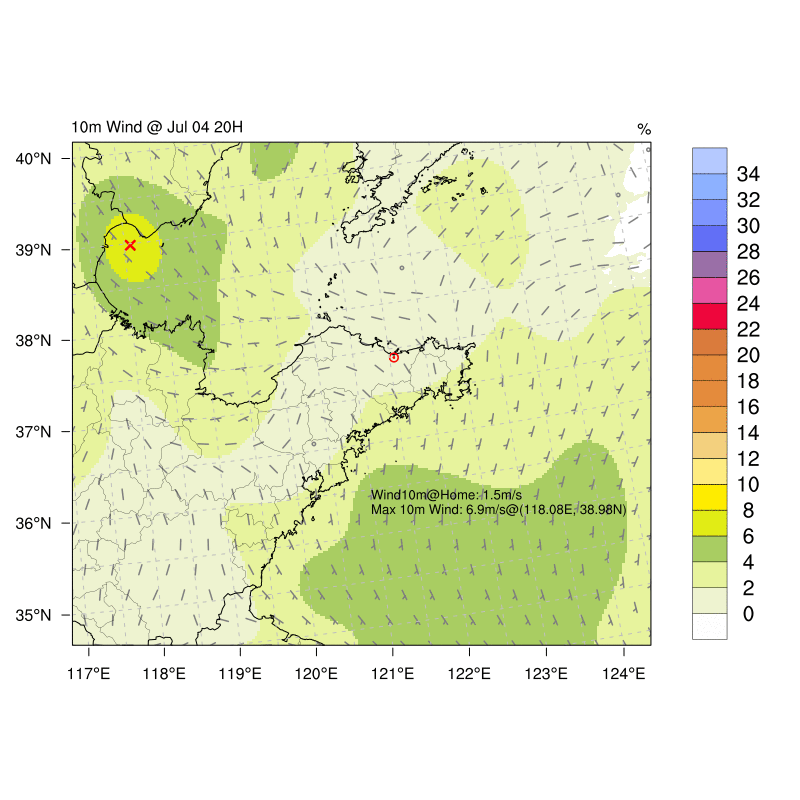 10m Wind @ Jul 04 20H
%
40°N
39°N
38°N
37°N
36°N
35°N
117°E
118°E
119°E
120°E
121°E
122°E
123°E
124°E
Wind10m@Home: 1.5m/s
Max 10m Wind: 6.9m/s@(118.08E, 38.98N)
34
32
30
28
26
24
22
20
18
16
14
12
10
8
6
4
2
0